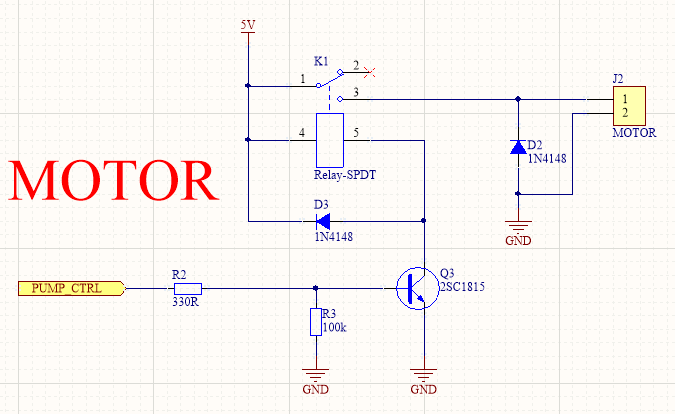 5V
K1
2
1
3
J2
1
2
MOTOR
4
5
D2
1N4148
MOTOR
Relay-SPDT
D3
1N4148
GND
Q3
2SC1815
PUMP_CTRL
R2
330R
R3
100k
GND
GND